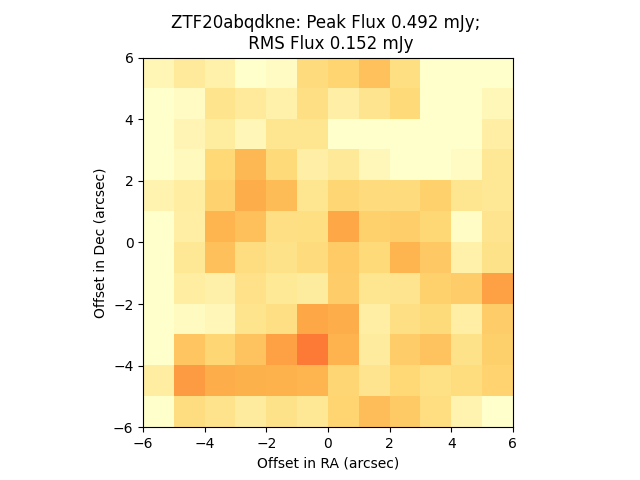 ZTF20abqdkne: Peak Flux 0.492 mJy;
RMS Flux 0.152 mJy
6
4
2
0
−2
−4
−6
Offset in Dec (arcsec)
−6 −4 −2 0 2 4 6
Offset in RA (arcsec)